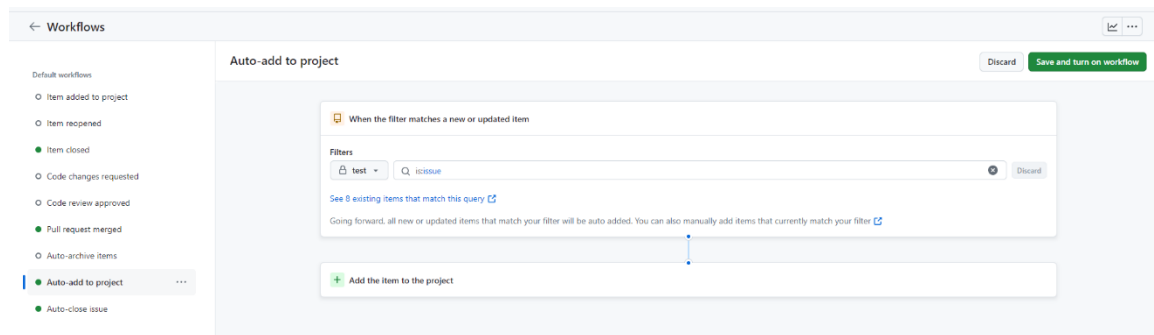 ← Workflows
Default workflows
Item added to project
Item reopened
Item closed
Code changes requested
Code review approved
Pull request merged
Auto-archive items
Auto-add to project
Auto-close issue
Auto-add to project
Discard
Save and turn on workflow
When the filter matches a new or updated item
Filters
test
is:issue
Discard
See 8 existing items that match this query
Going forward, all new or updated items that match your filter will be auto added. You can also manually add items that currently match your filter
Add the item to the project